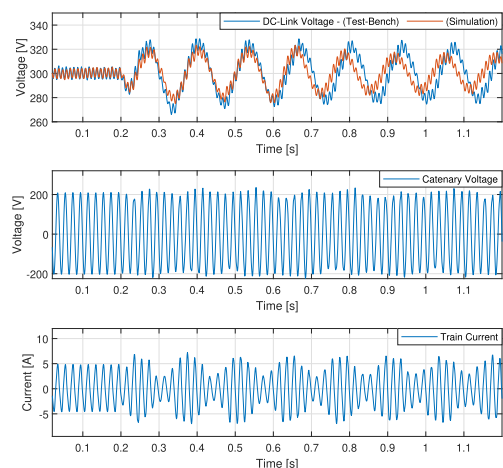 DC-Link Voltage - (Test-Bench) (Simulation)
340
320
300
280
260
Voltage [V]
0.1 0.2 0.3 0.4 0.5 0.6 0.7 0.8 0.9 1 1.1
Time [s]
Catenary Voltage
200
0
-200
Voltage [V]
0.1 0.2 0.3 0.4 0.5 0.6 0.7 0.8 0.9 1 1.1
Time [s]
Train Current
10
5
0
-5
Current [A]
0.1 0.2 0.3 0.4 0.5 0.6 0.7 0.8 0.9 1 1.1
Time [s]